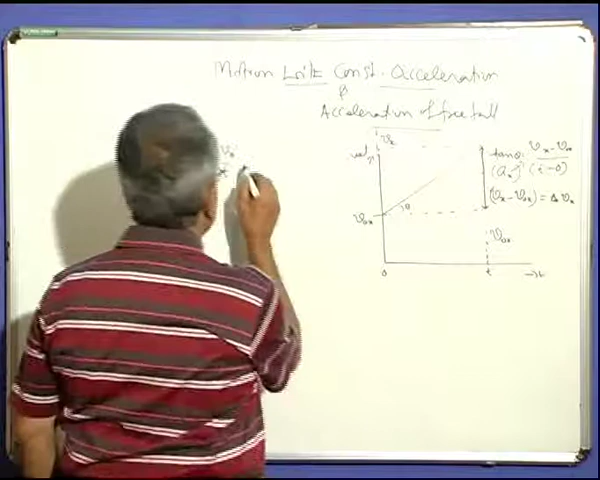 Motion with Const. Acceleration
&
Acceleration of free fall
vel
vₓ
tanθ = vₓ-v₀ₓ / (t-0)
(aₓ)
(vₓ-v₀ₓ) = Δvₓ
v₀ₓ
θ
v₀ₓ
0
t
→t